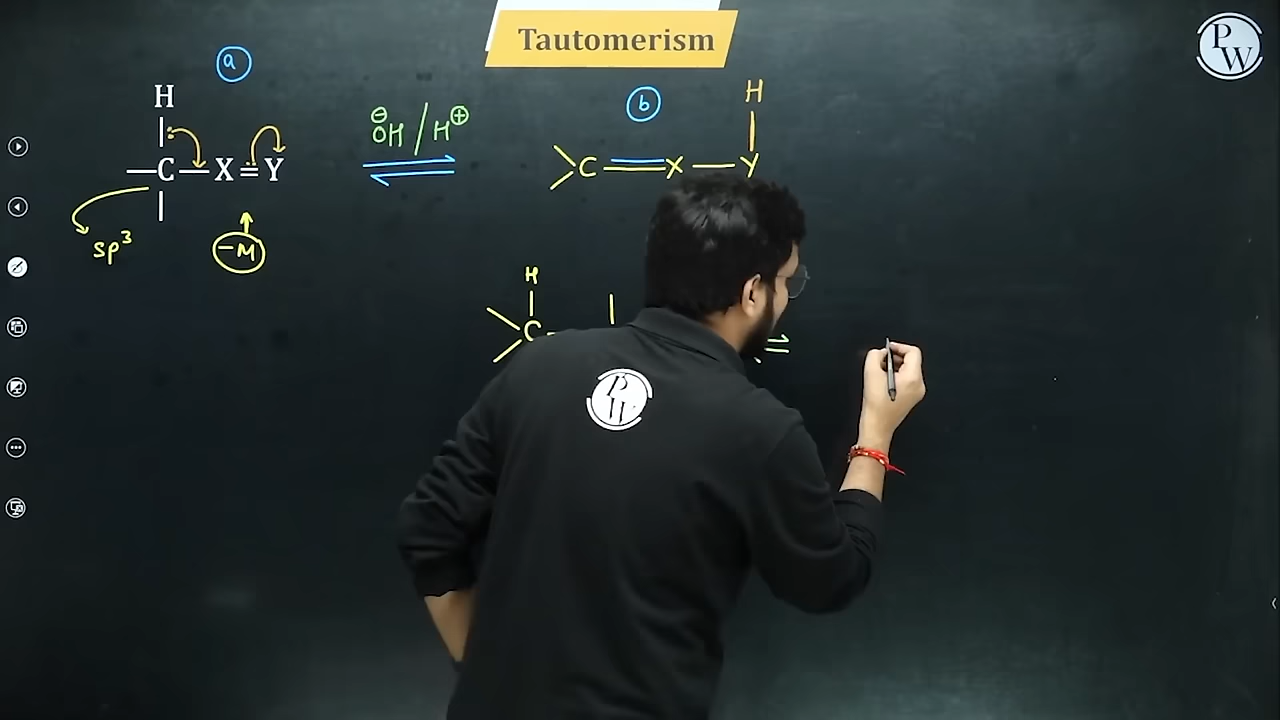 Tautomerism
P
W
a
H
—C—X=Y
sp³
−M
⊖
OH / H⊕
b
H
C=X—Y
H
C
P
W